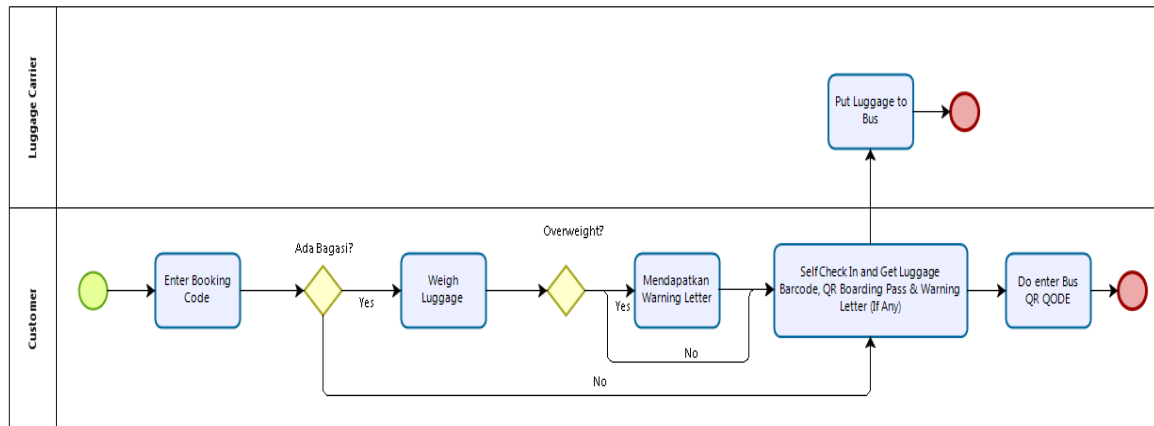 Luggage Carrier
Put Luggage to
Bus
Customer
Enter Booking
Code
Ada Bagasi?
Yes
Weigh
Luggage
Overweight?
Yes
Mendapatkan
Warning Letter
No
No
Self Check In and Get Luggage
Barcode, QR Boarding Pass & Warning
Letter (If Any)
Do enter Bus
QR QODE